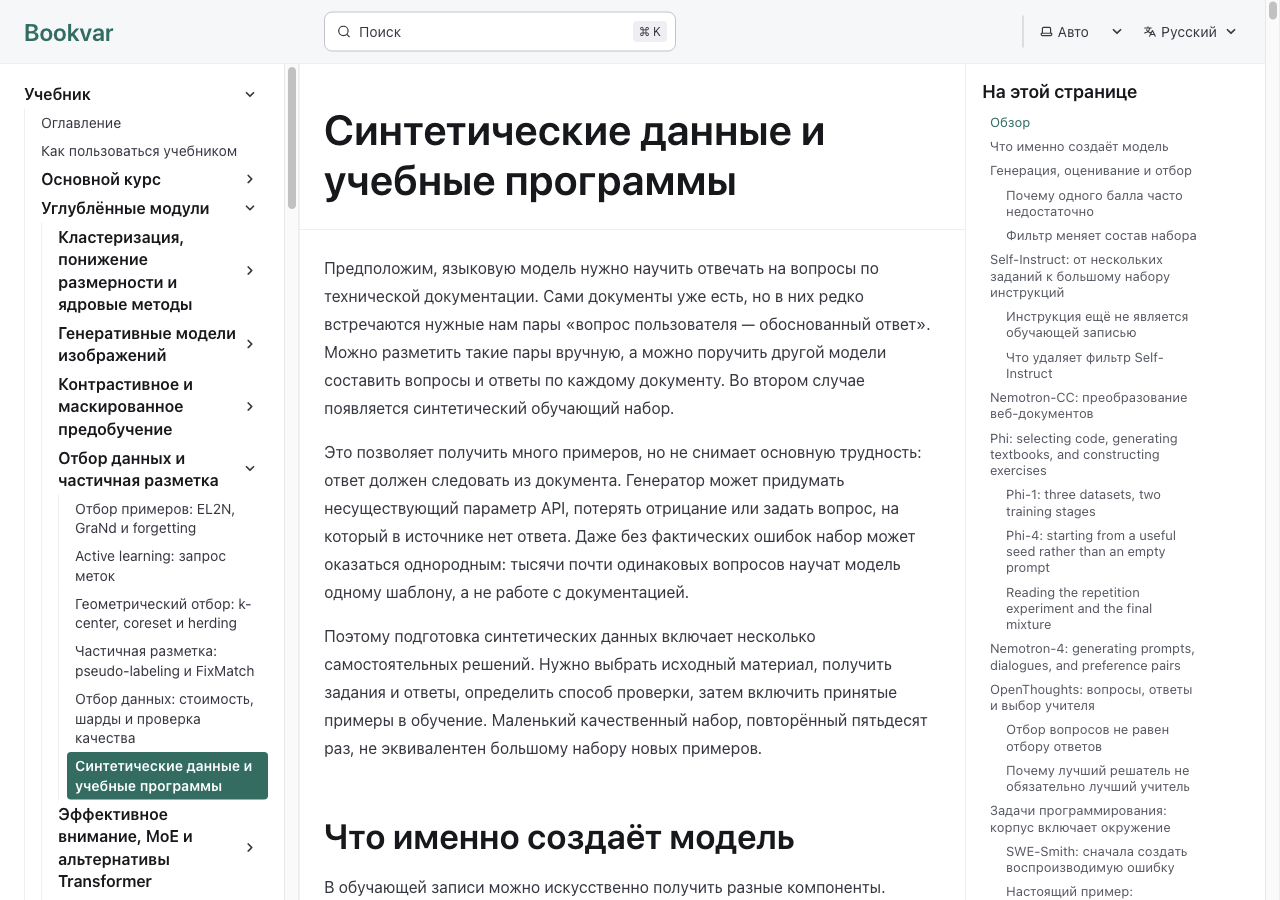 Bookvar
Поиск
⌘ K
Авто
Русский
Учебник
Оглавление
Как пользоваться учебником
Основной курс
Углублённые модули
Кластеризация,
понижение
размерности и
ядровые методы
Генеративные модели
изображений
Контрастивное и
маскированное
предобучение
Отбор данных и
частичная разметка
Отбор примеров: EL2N,
GraNd и forgetting
Active learning: запрос
меток
Геометрический отбор: k-
center, coreset и herding
Частичная разметка:
pseudo-labeling и FixMatch
Отбор данных: стоимость,
шарды и проверка
качества
Синтетические данные и
учебные программы
Эффективное
внимание, MoE и
альтернативы
Transformer
Синтетические данные и
учебные программы
Предположим, языковую модель нужно научить отвечать на вопросы по
технической документации. Сами документы уже есть, но в них редко
встречаются нужные нам пары «вопрос пользователя — обоснованный ответ».
Можно разметить такие пары вручную, а можно поручить другой модели
составить вопросы и ответы по каждому документу. Во втором случае
появляется синтетический обучающий набор.
Это позволяет получить много примеров, но не снимает основную трудность:
ответ должен следовать из документа. Генератор может придумать
несуществующий параметр API, потерять отрицание или задать вопрос, на
который в источнике нет ответа. Даже без фактических ошибок набор может
оказаться однородным: тысячи почти одинаковых вопросов научат модель
одному шаблону, а не работе с документацией.
Поэтому подготовка синтетических данных включает несколько
самостоятельных решений. Нужно выбрать исходный материал, получить
задания и ответы, определить способ проверки, затем включить принятые
примеры в обучение. Маленький качественный набор, повторённый пятьдесят
раз, не эквивалентен большому набору новых примеров.
Что именно создаёт модель
В обучающей записи можно искусственно получить разные компоненты.
На этой странице
Обзор
Что именно создаёт модель
Генерация, оценивание и отбор
Почему одного балла часто
недостаточно
Фильтр меняет состав набора
Self-Instruct: от нескольких
заданий к большому набору
инструкций
Инструкция ещё не является
обучающей записью
Что удаляет фильтр Self-
Instruct
Nemotron-CC: преобразование
веб-документов
Phi: selecting code, generating
textbooks, and constructing
exercises
Phi-1: three datasets, two
training stages
Phi-4: starting from a useful
seed rather than an empty
prompt
Reading the repetition
experiment and the final
mixture
Nemotron-4: generating prompts,
dialogues, and preference pairs
OpenThoughts: вопросы, ответы
и выбор учителя
Отбор вопросов не равен
отбору ответов
Почему лучший решатель не
обязательно лучший учитель
Задачи программирования:
корпус включает окружение
SWE-Smith: сначала создать
воспроизводимую ошибку
Настоящий пример: